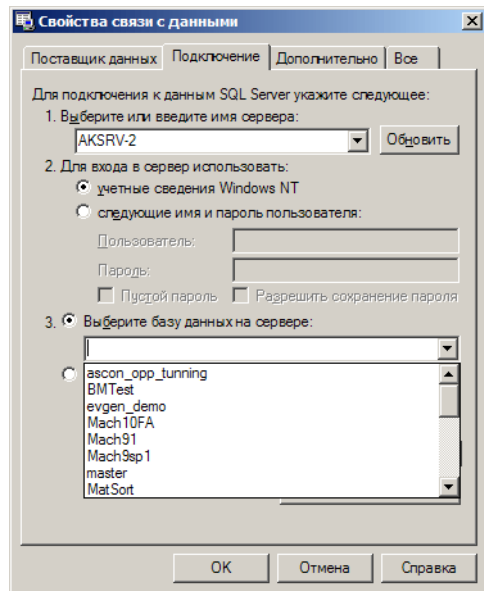 Свойства связи с данными
Поставщик данных Подключение Дополнительно Все
Для подключения к данным SQL Server укажите следующее:
1. Выберите или введите имя сервера:
AKSRV-2 Обновить
2. Для входа в сервер использовать:
учетные сведения Windows NT
следующие имя и пароль пользователя:
Пользователь:
Пароль:
Пустой пароль Разрешить сохранение пароля
3. Выберите базу данных на сервере:
ascon_opp_tunning
BMTest
evgen_demo
Mach10FA
Mach91
Mach9sp1
master
MatSort
OK Отмена Справка